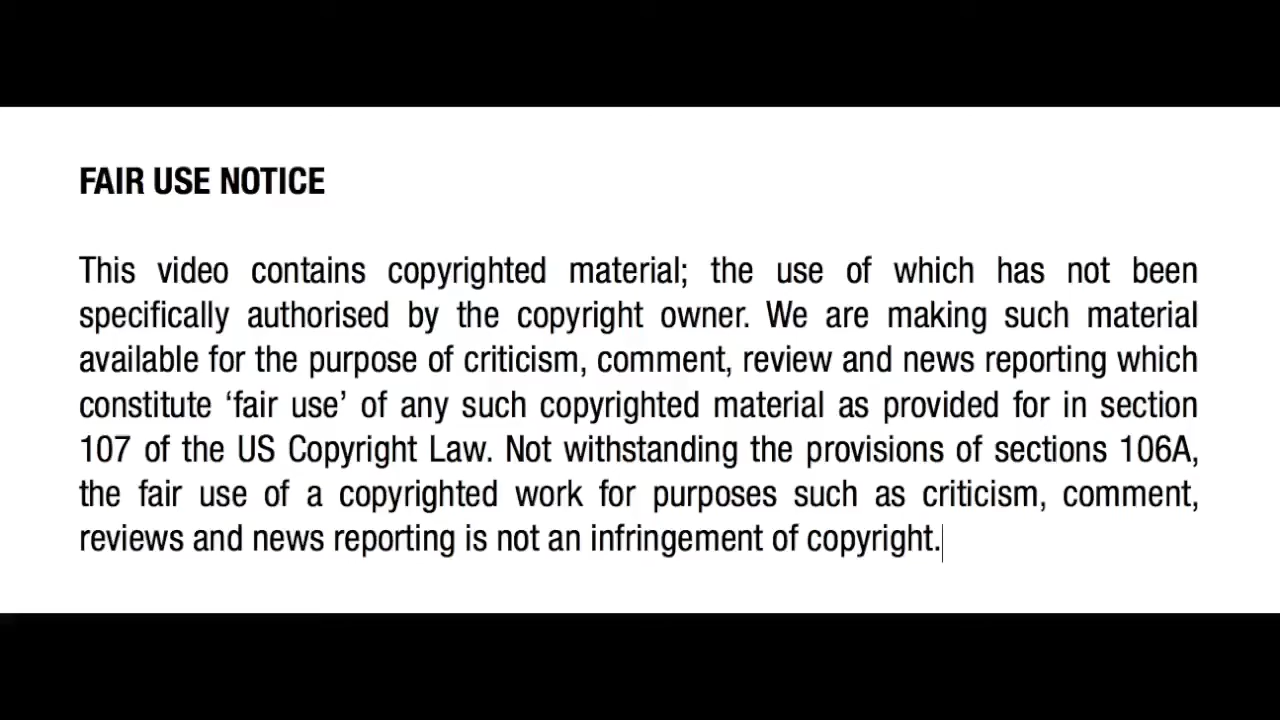 FAIR USE NOTICE
This video contains copyrighted material; the use of which has not been
specifically authorised by the copyright owner. We are making such material
available for the purpose of criticism, comment, review and news reporting which
constitute ‘fair use’ of any such copyrighted material as provided for in section
107 of the US Copyright Law. Not withstanding the provisions of sections 106A,
the fair use of a copyrighted work for purposes such as criticism, comment,
reviews and news reporting is not an infringement of copyright.